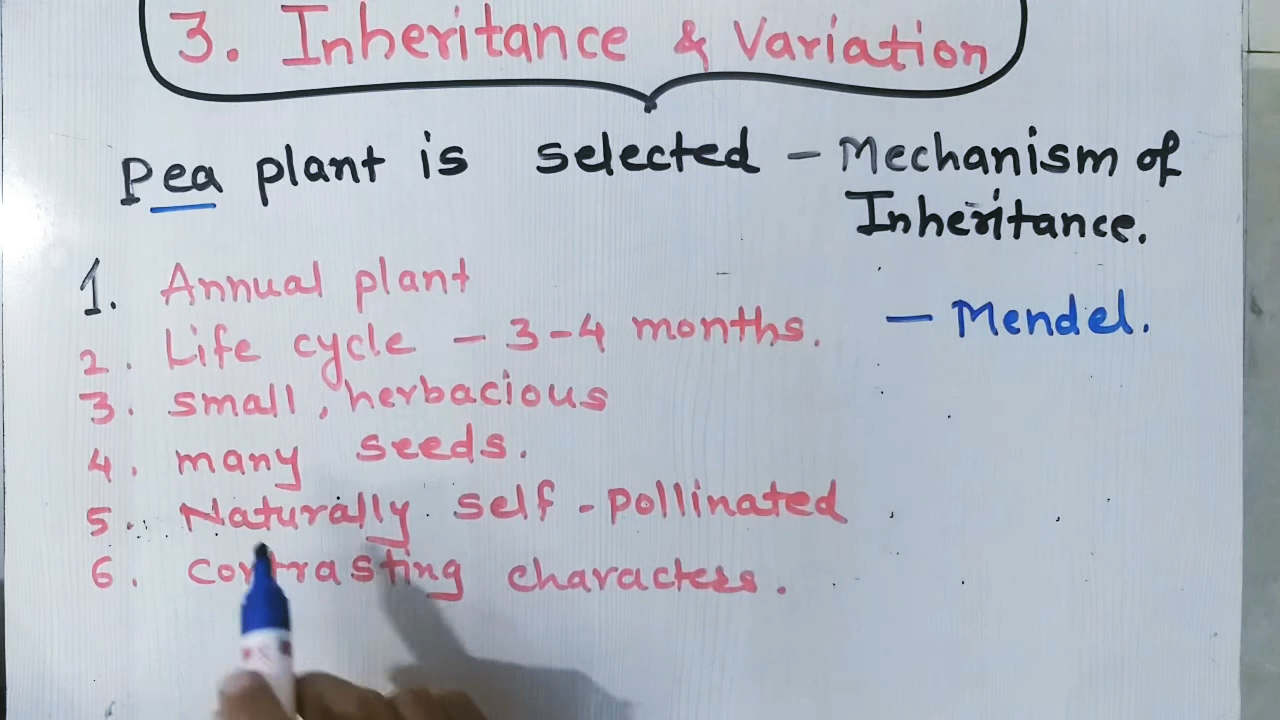 3. Inheritance & Variation
Pea plant is selected - Mechanism of
Inheritance.
1. Annual plant
2. Life cycle - 3-4 months.
- Mendel.
3. small, herbacious
4. many seeds.
5. Naturally self-pollinated
6. contrasting characters.